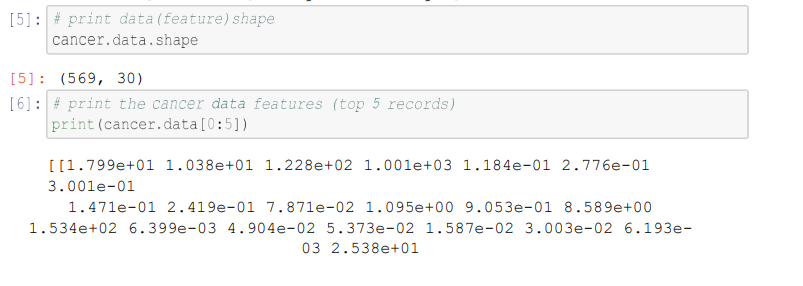 [5]: # print data(feature)shape
cancer.data.shape
[5]: (569, 30)
[6]: # print the cancer data features (top 5 records)
print(cancer.data[0:5])
[[1.799e+01 1.038e+01 1.228e+02 1.001e+03 1.184e-01 2.776e-01
3.001e-01
1.471e-01 2.419e-01 7.871e-02 1.095e+00 9.053e-01 8.589e+00
1.534e+02 6.399e-03 4.904e-02 5.373e-02 1.587e-02 3.003e-02 6.193e-
03 2.538e+01